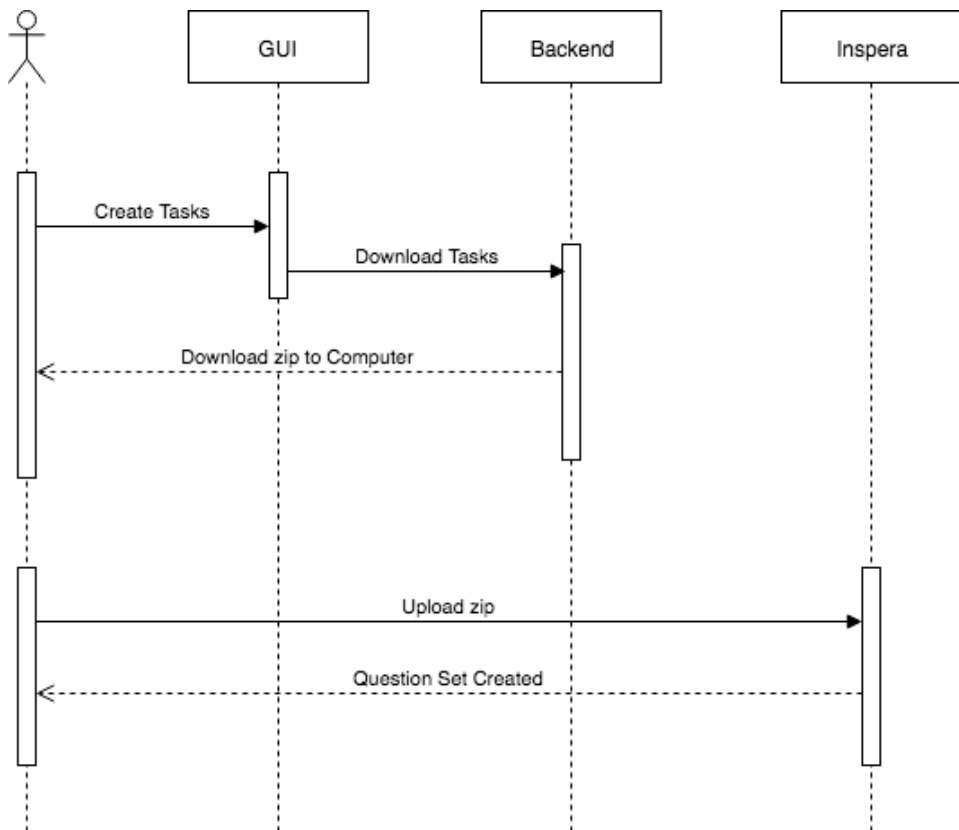 GUI
Backend
Inspera
Create Tasks
Download Tasks
Download zip to Computer
Upload zip
Question Set Created